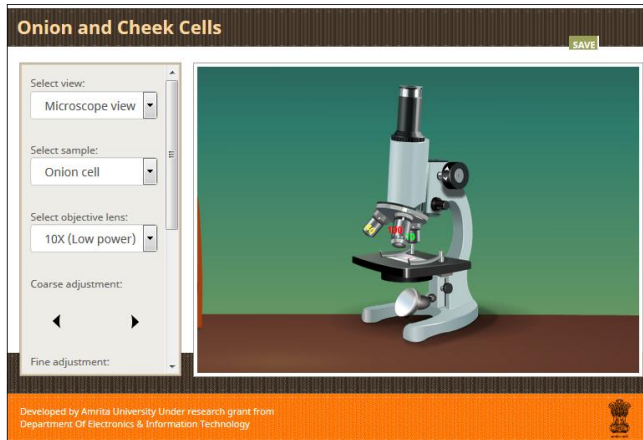 Onion and Cheek Cells
SAVE
Select view:
Microscope view
Select sample:
Onion cell
Select objective lens:
10X (Low power)
Coarse adjustment:
Fine adjustment:
100
Developed by Amrita University Under research grant from
Department Of Electronics & Information Technology